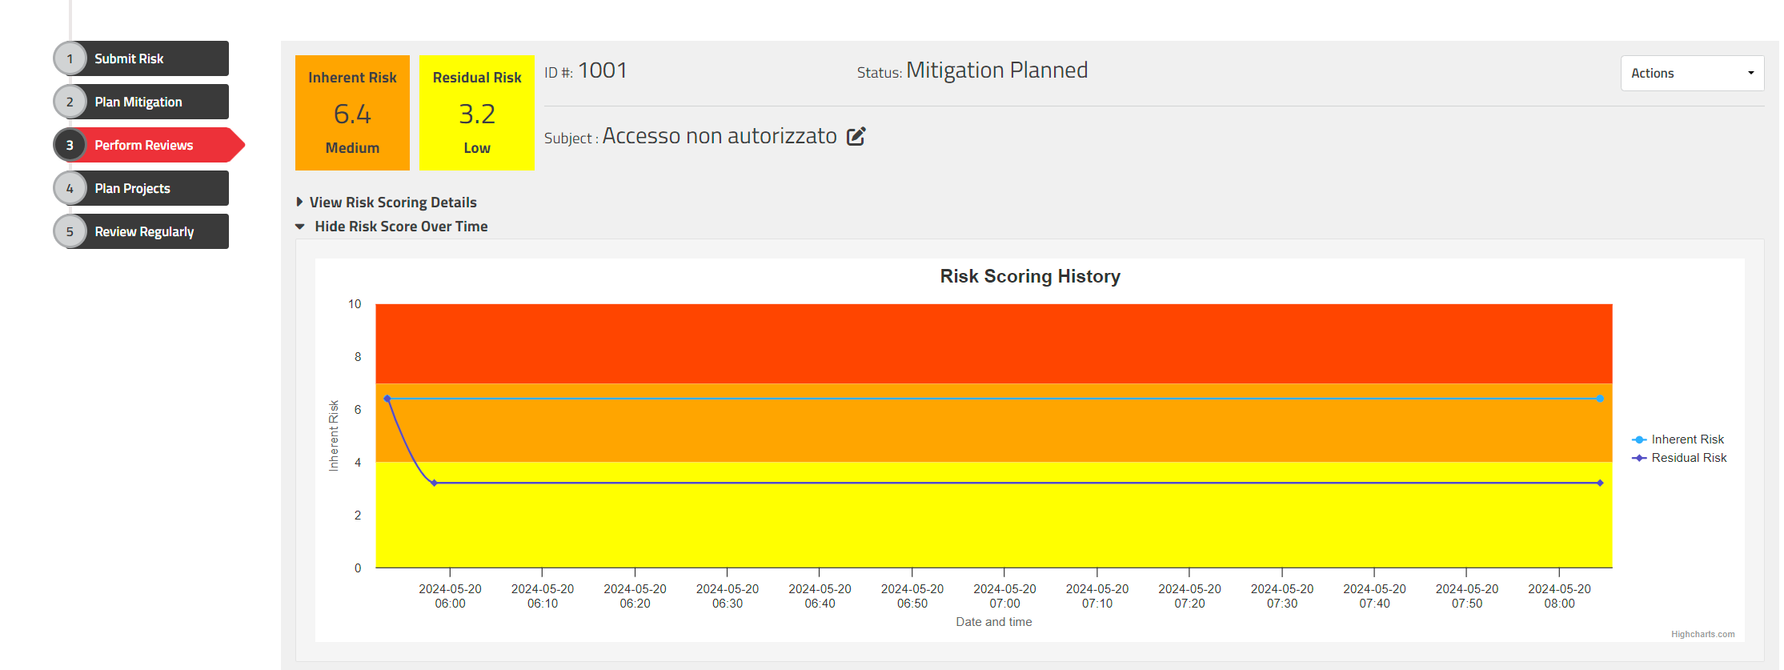 1 Submit Risk
2 Plan Mitigation
3 Perform Reviews
4 Plan Projects
5 Review Regularly
Inherent Risk
6.4
Medium
Residual Risk
3.2
Low
ID #: 1001
Status: Mitigation Planned
Actions
Subject : Accesso non autorizzato
View Risk Scoring Details
Hide Risk Score Over Time
Risk Scoring History
10
8
6
4
2
0
Inherent Risk
2024-05-20 06:00
2024-05-20 06:10
2024-05-20 06:20
2024-05-20 06:30
2024-05-20 06:40
2024-05-20 06:50
2024-05-20 07:00
2024-05-20 07:10
2024-05-20 07:20
2024-05-20 07:30
2024-05-20 07:40
2024-05-20 07:50
2024-05-20 08:00
Date and time
Inherent Risk
Residual Risk
Highcharts.com